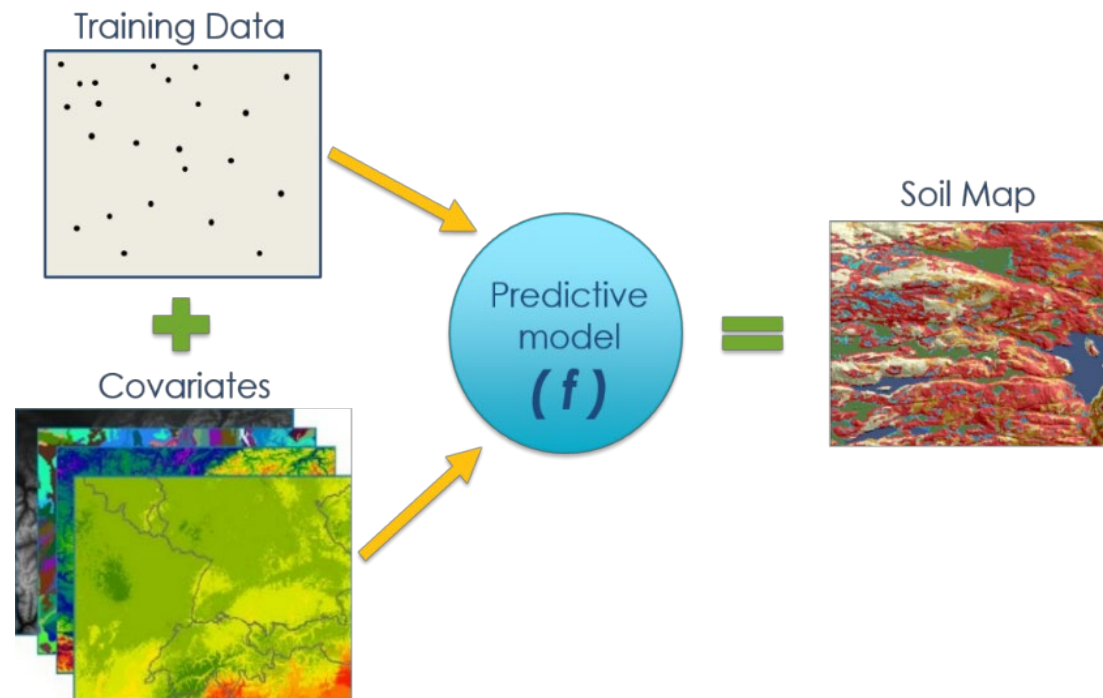 Training Data
Covariates
Predictive
model
( f )
Soil Map